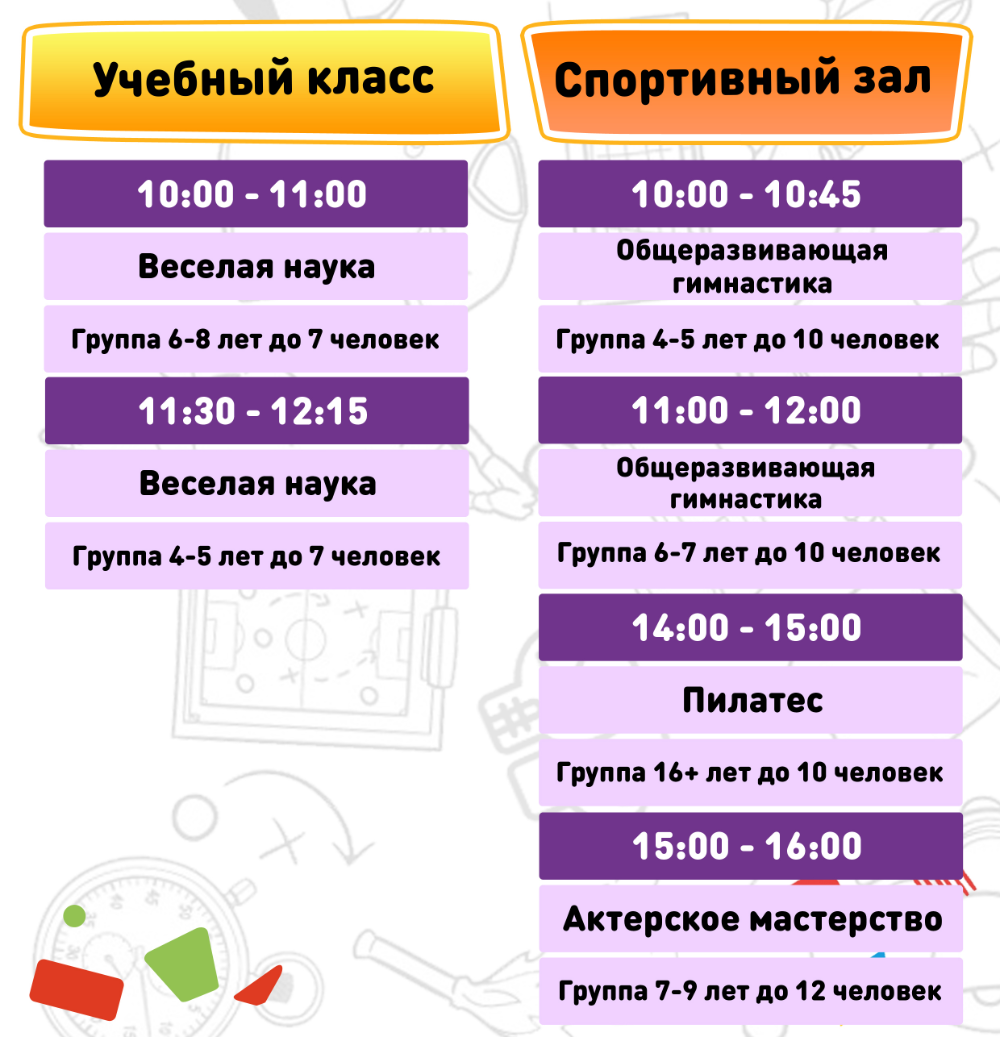 Учебный класс
10:00 - 11:00
Веселая наука
Группа 6-8 лет до 7 человек
11:30 - 12:15
Веселая наука
Группа 4-5 лет до 7 человек
Спортивный зал
10:00 - 10:45
Общеразвивающая
гимнастика
Группа 4-5 лет до 10 человек
11:00 - 12:00
Общеразвивающая
гимнастика
Группа 6-7 лет до 10 человек
14:00 - 15:00
Пилатес
Группа 16+ лет до 10 человек
15:00 - 16:00
Актерское мастерство
Группа 7-9 лет до 12 человек